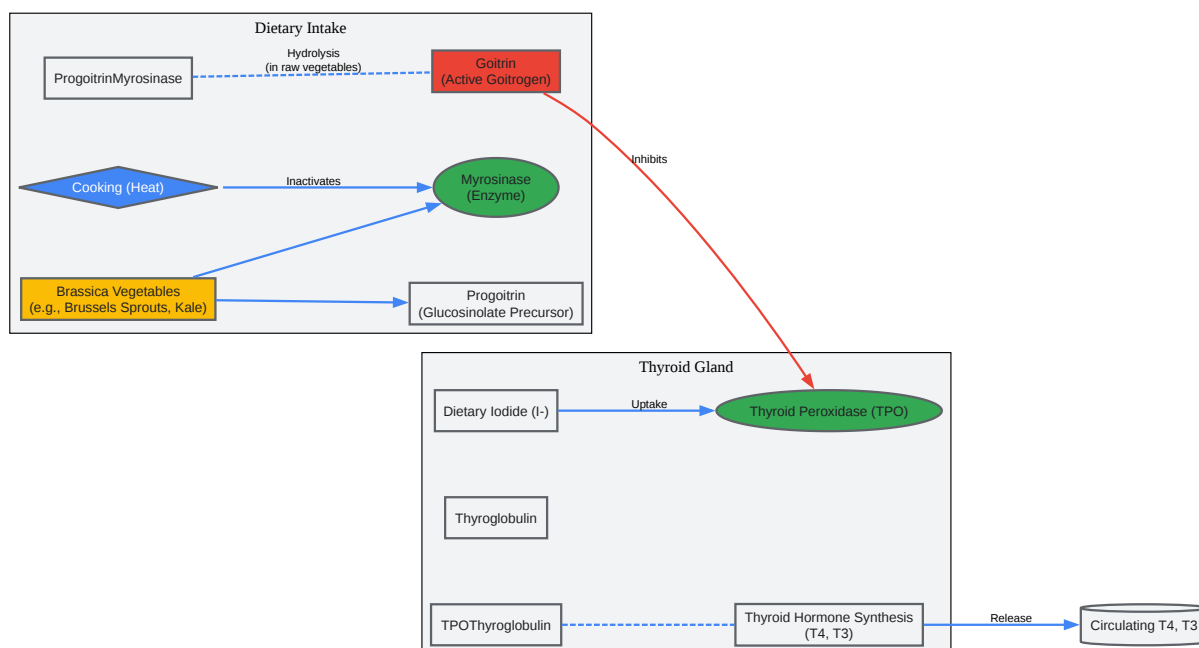 Dietary Intake
ProgoitrinMyrosinase
Hydrolysis
(in raw vegetables)
Goitrin
(Active Goitrogen)
Inhibits
Cooking (Heat)
Inactivates
Myrosinase
(Enzyme)
Brassica Vegetables
(e.g., Brussels Sprouts, Kale)
Progoitrin
(Glucosinolate Precursor)
Thyroid Gland
Dietary Iodide (I-)
Uptake
Thyroid Peroxidase (TPO)
Thyroglobulin
TPOThyroglobulin
Thyroid Hormone Synthesis
(T4, T3)
Release
Circulating T4, T3